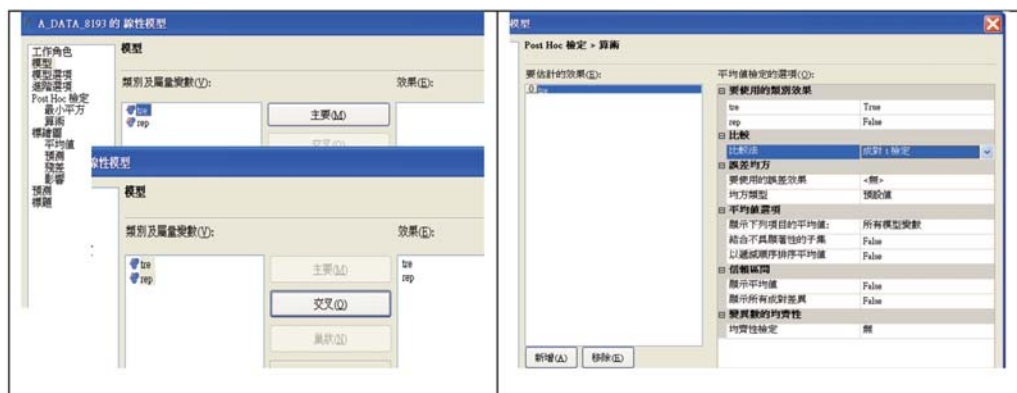 A_DATA_8193 的 線性模型
工作角色
模型
模型選項
進階選項
Post Hoc 檢定
最小平方
算術
標繪圖
平均值
預測
殘差
影響
預測
標題
模型
類別及屬量變數(V):
效果(E):
tre
rep
主要(M)
交叉(O)
線性模型
模型
類別及屬量變數(V):
效果(E):
tre
rep
主要(M)
交叉(O)
巢狀(N)
tre
rep
模型
Post Hoc 檢定 > 算術
要估計的效果(E):
tre
新增(A)
移除(E)
平均值檢定的選項(O):
要使用的類別效果
tre True
rep False
比較
比較法 成對 t 檢定
誤差均方
要使用的誤差效果 <無>
均方類型 預設值
平均值選項
顯示下列項目的平均值: 所有模型變數
結合不具顯著性的子集 False
以遞減順序排序平均值 False
信賴區間
顯示平均值 False
顯示所有成對差異 False
變異數的均齊性
均齊性檢定 無